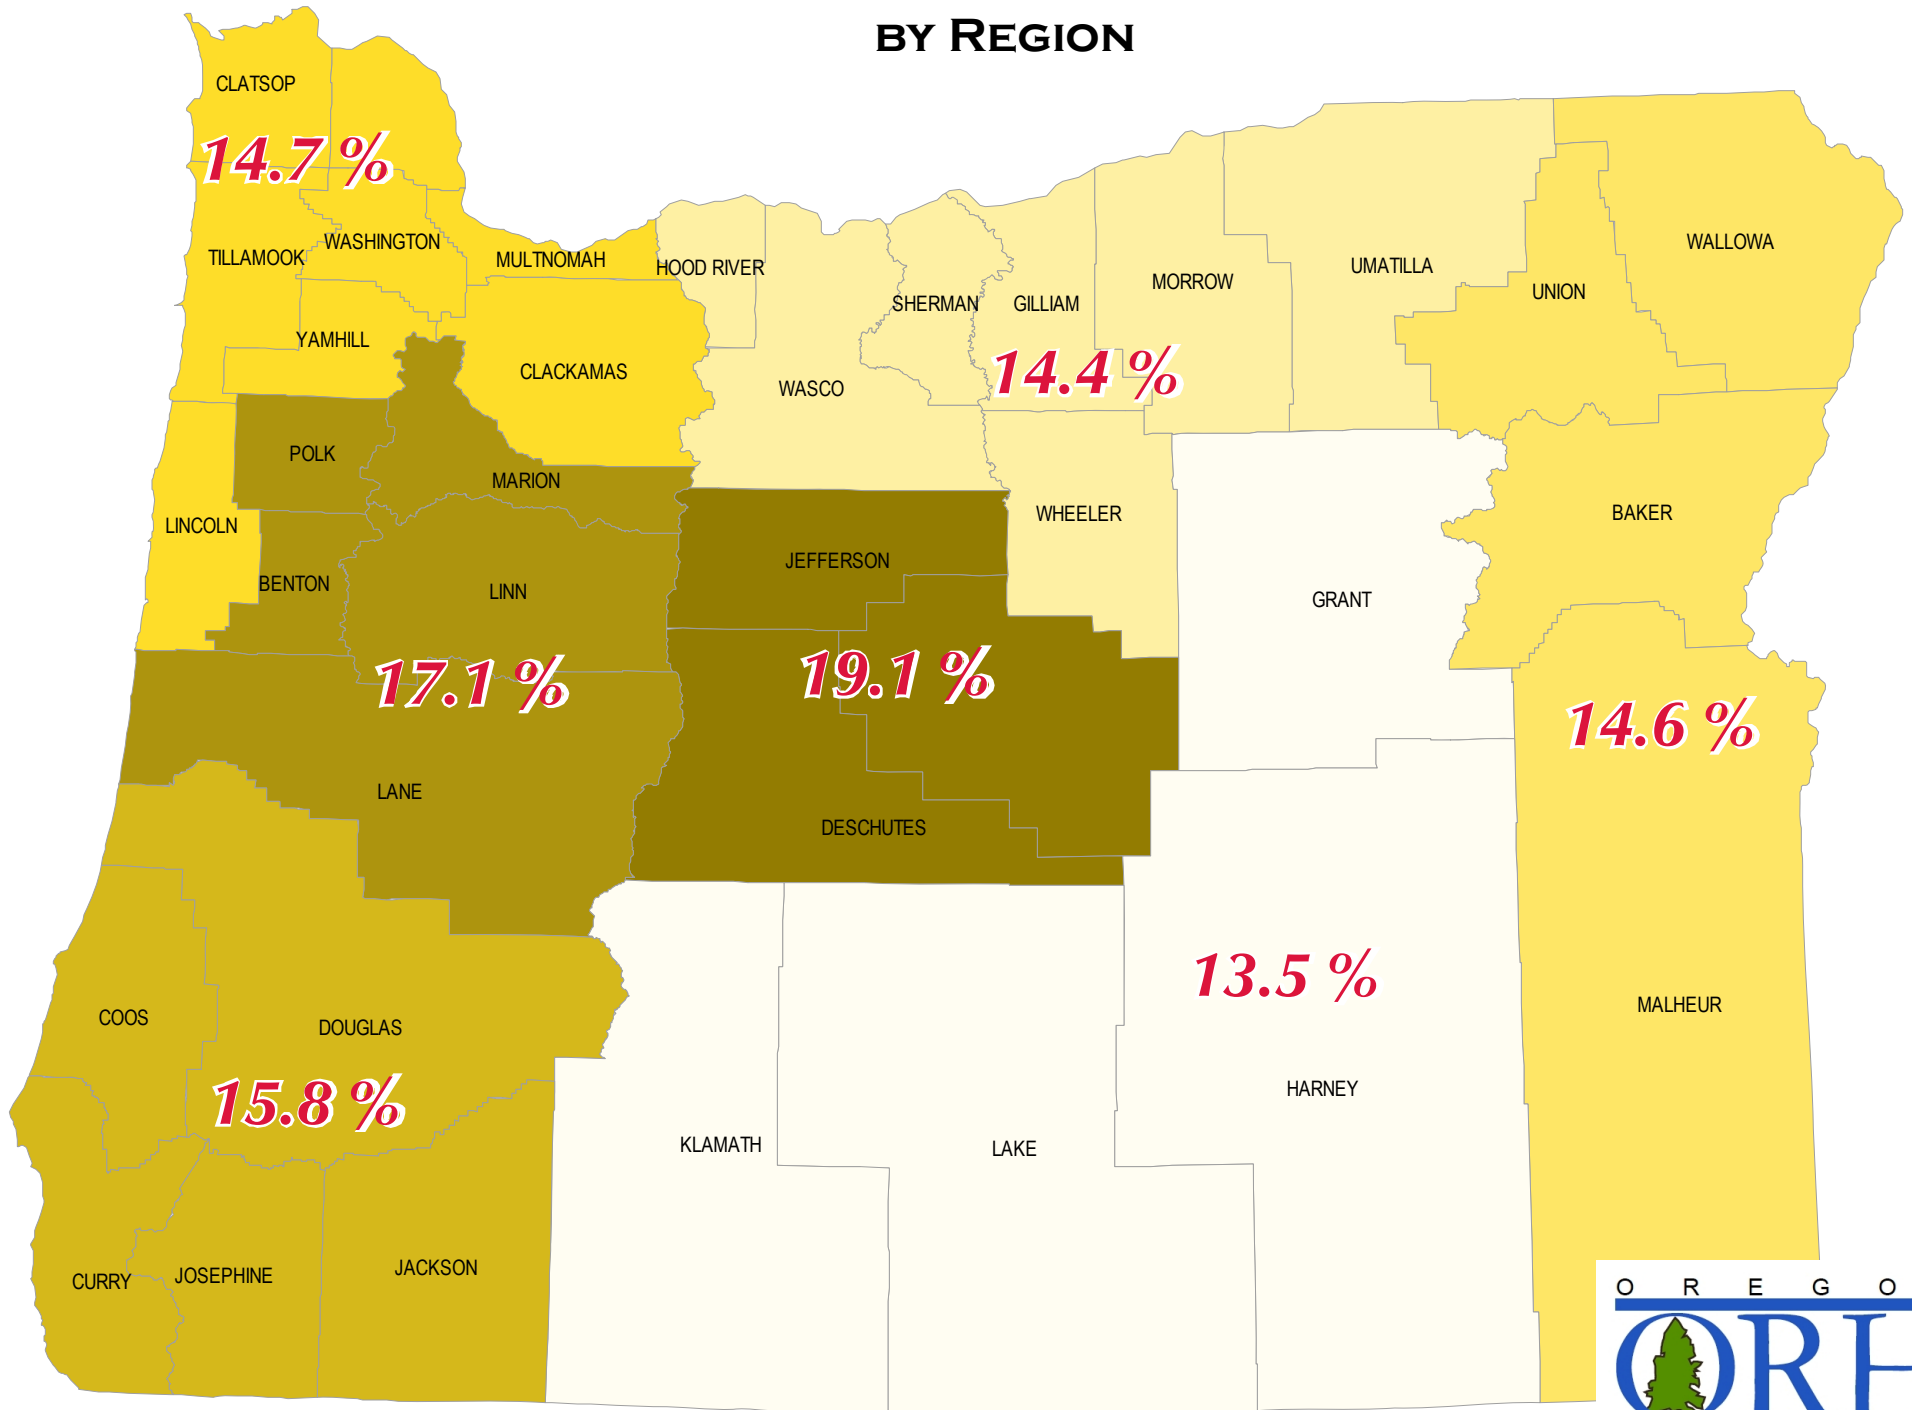 BY REGION
CLATSOP
14.7 %
WASHINGTON
TILLAMOOK
MULTNOMAH
HOOD RIVER
YAMHILL
CLACKAMAS
SHERMAN
GILLIAM
MORROW
UMATILLA
UNION
WALLOWA
WASCO
14.4 %
POLK
MARION
LINCOLN
BENTON
LINN
JEFFERSON
WHEELER
GRANT
BAKER
17.1 %
19.1 %
14.6 %
LANE
DESCHUTES
13.5 %
COOS
DOUGLAS
MALHEUR
15.8 %
HARNEY
KLAMATH
LAKE
CURRY
JOSEPHINE
JACKSON
O R E G O